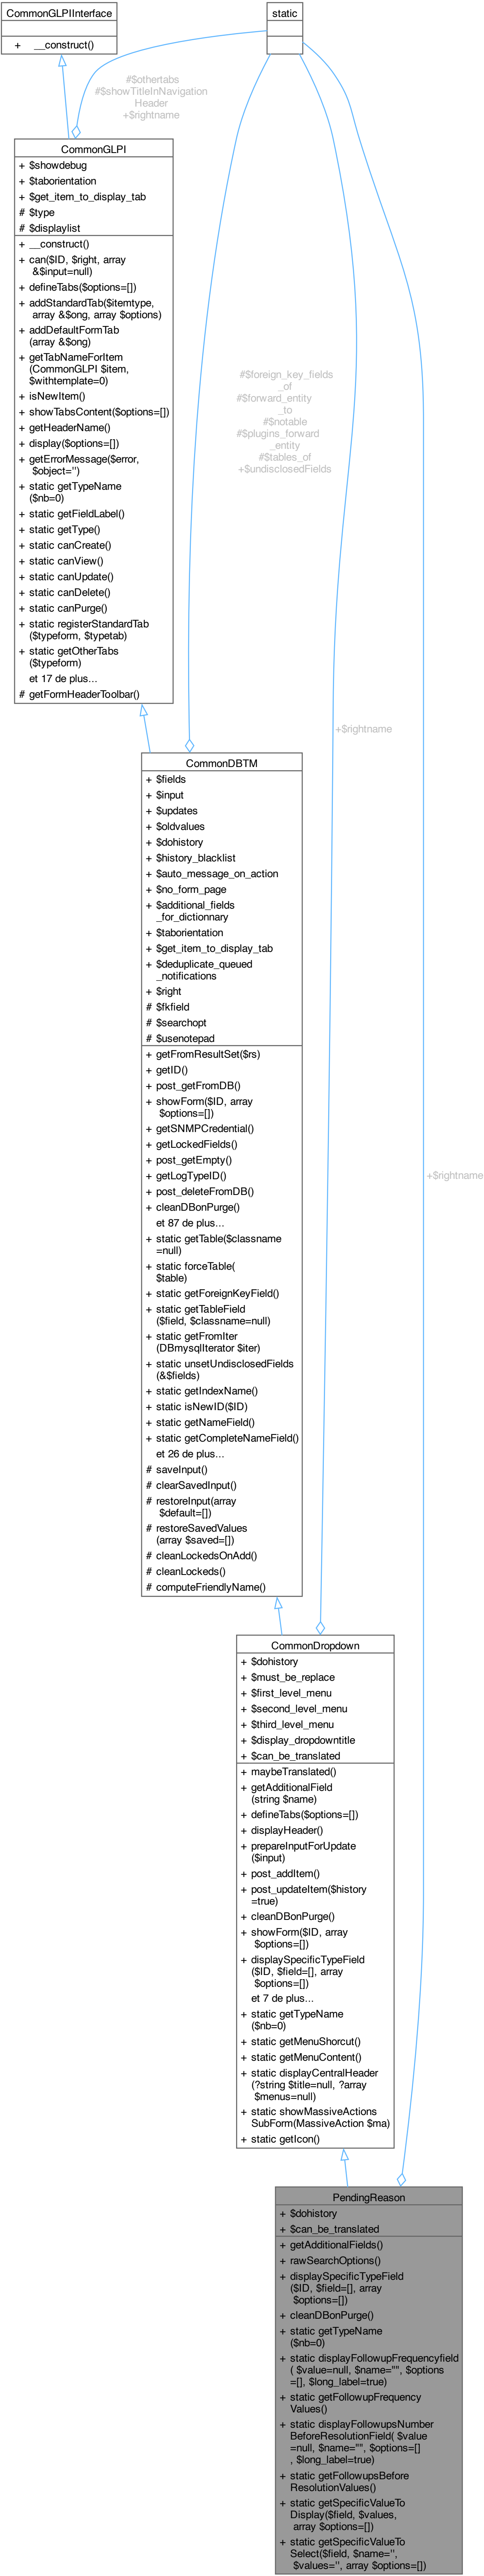 CommonGLPIInterface
+ __construct()
static
#$othertabs
#$showTitleInNavigation
Header
+$rightname
CommonGLPI
+ $showdebug
+ $taborientation
+ $get_item_to_display_tab
# $type
# $displaylist
+ __construct()
+ can($ID, $right, array
&$input=null)
+ defineTabs($options=[])
+ addStandardTab($itemtype,
array &$ong, array $options)
+ addDefaultFormTab
(array &$ong)
+ getTabNameForItem
(CommonGLPI $item,
$withtemplate=0)
+ isNewItem()
+ showTabsContent($options=[])
+ getHeaderName()
+ display($options=[])
+ getErrorMessage($error,
$object='')
+ static getTypeName
($nb=0)
+ static getFieldLabel()
+ static getType()
+ static canCreate()
+ static canView()
+ static canUpdate()
+ static canDelete()
+ static canPurge()
+ static registerStandardTab
($typeform, $typetab)
+ static getOtherTabs
($typeform)
et 17 de plus...
# getFormHeaderToolbar()
#$foreign_key_fields
_of
#$forward_entity
_to
#$notable
#$plugins_forward
_entity
#$tables_of
+$undisclosedFields
+$rightname
CommonDBTM
+ $fields
+ $input
+ $updates
+ $oldvalues
+ $dohistory
+ $history_blacklist
+ $auto_message_on_action
+ $no_form_page
+ $additional_fields
_for_dictionnary
+ $taborientation
+ $get_item_to_display_tab
+ $deduplicate_queued
_notifications
+ $right
# $fkfield
# $searchopt
# $usenotepad
+ getFromResultSet($rs)
+ getID()
+ post_getFromDB()
+ showForm($ID, array
$options=[])
+ getSNMPCredential()
+ getLockedFields()
+ post_getEmpty()
+ getLogTypeID()
+ post_deleteFromDB()
+ cleanDBonPurge()
et 87 de plus...
+ static getTable($classname
=null)
+ static forceTable(
$table)
+ static getForeignKeyField()
+ static getTableField
($field, $classname=null)
+ static getFromIter
(DBmysqlIterator $iter)
+ static unsetUndisclosedFields
(&$fields)
+ static getIndexName()
+ static isNewID($ID)
+ static getNameField()
+ static getCompleteNameField()
et 26 de plus...
# saveInput()
# clearSavedInput()
# restoreInput(array
$default=[])
# restoreSavedValues
(array $saved=[])
# cleanLockedsOnAdd()
# cleanLockeds()
# computeFriendlyName()
+$rightname
CommonDropdown
+ $dohistory
+ $must_be_replace
+ $first_level_menu
+ $second_level_menu
+ $third_level_menu
+ $display_dropdowntitle
+ $can_be_translated
+ maybeTranslated()
+ getAdditionalField
(string $name)
+ defineTabs($options=[])
+ displayHeader()
+ prepareInputForUpdate
($input)
+ post_addItem()
+ post_updateItem($history
=true)
+ cleanDBonPurge()
+ showForm($ID, array
$options=[])
+ displaySpecificTypeField
($ID, $field=[], array
$options=[])
et 7 de plus...
+ static getTypeName
($nb=0)
+ static getMenuShorcut()
+ static getMenuContent()
+ static displayCentralHeader
(?string $title=null, ?array
$menus=null)
+ static showMassiveActions
SubForm(MassiveAction $ma)
+ static getIcon()
PendingReason
+ $dohistory
+ $can_be_translated
+ getAdditionalFields()
+ rawSearchOptions()
+ displaySpecificTypeField
($ID, $field=[], array
$options=[])
+ cleanDBonPurge()
+ static getTypeName
($nb=0)
+ static displayFollowupFrequencyfield
( $value=null, $name="", $options
=[], $long_label=true)
+ static getFollowupFrequency
Values()
+ static displayFollowupsNumber
BeforeResolutionField( $value
=null, $name="", $options=[]
, $long_label=true)
+ static getFollowupsBefore
ResolutionValues()
+ static getSpecificValueTo
Display($field, $values,
array $options=[])
+ static getSpecificValueTo
Select($field, $name='',
$values='', array $options=[])